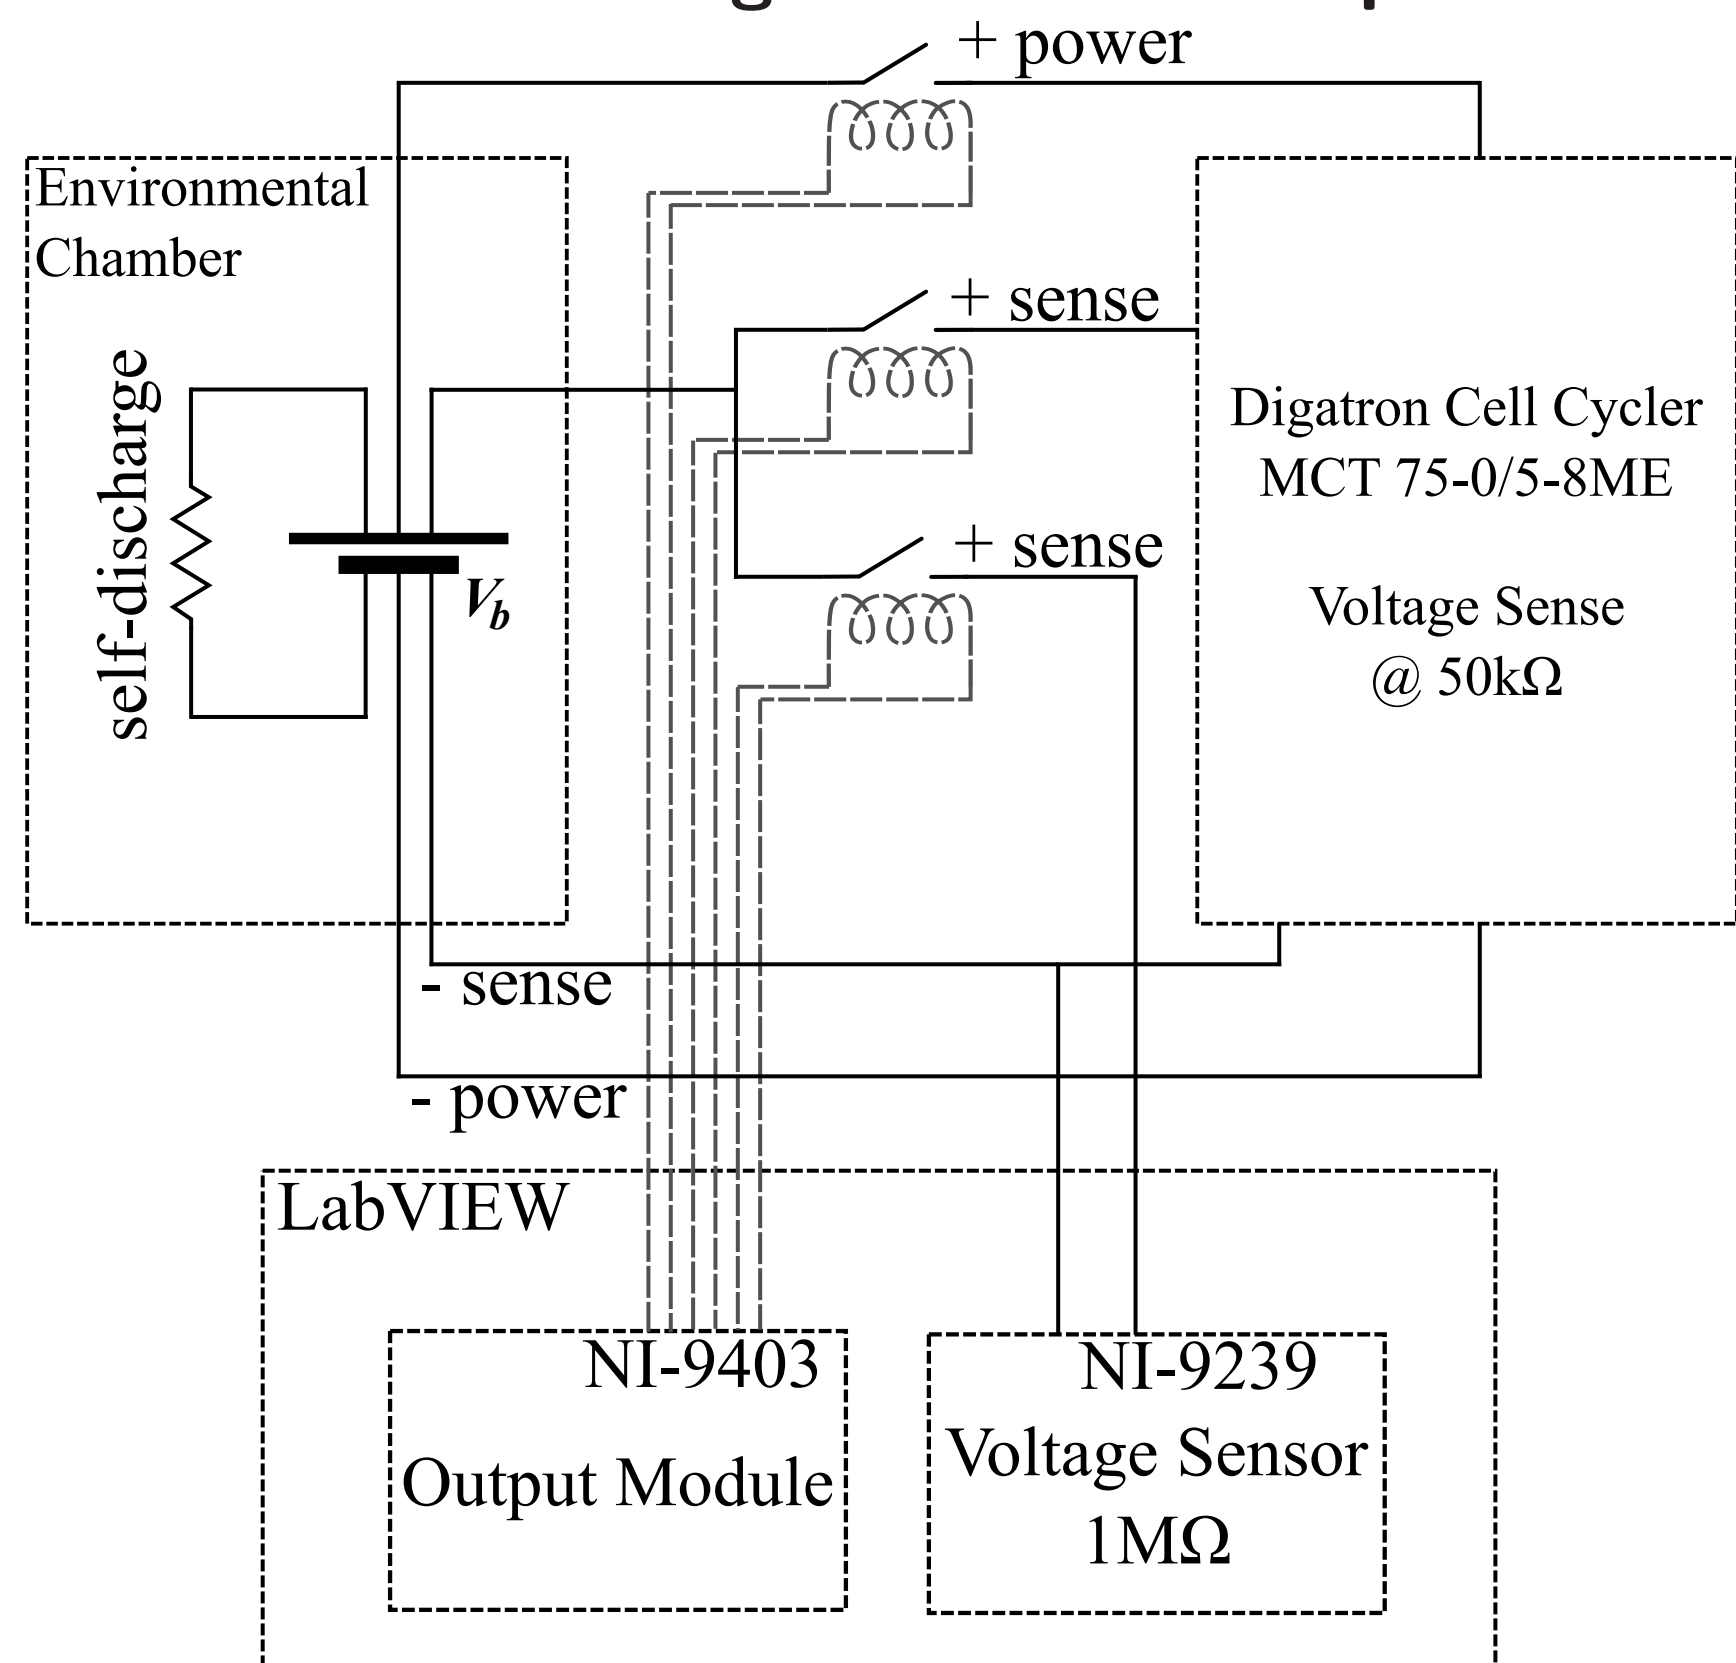 + power
Environmental
Chamber
+ sense
self-discharge
Digatron Cell Cycler
MCT 75-0/5-8ME
+ sense
Vb
Voltage Sense
@ 50kΩ
- sense
- power
LabVIEW
NI-9403
Output Module
NI-9239
Voltage Sensor
1MΩ